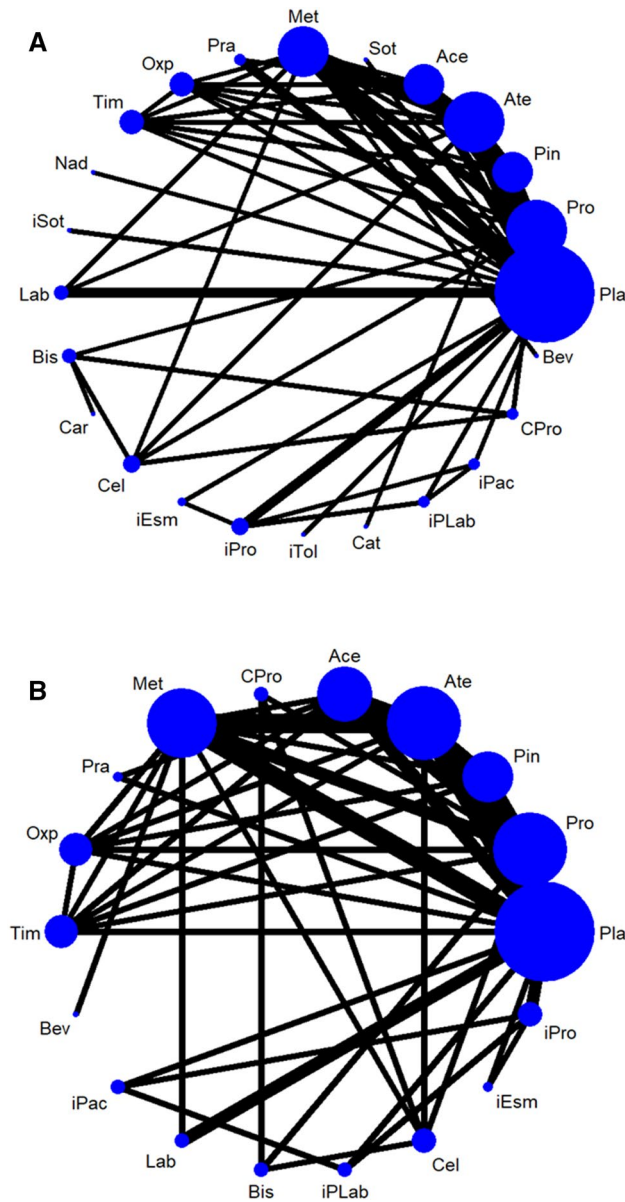 A
Met
Pra
Sot
Oxp
Ace
Tim
Ate
Nad
Pin
iSot
Pro
Lab
Pla
Bis
Bev
Car
CPro
Cel
iPac
iEsm
iPLab
iPro
iTol
Cat
B
Met
CPro
Ace
Ate
Pra
Pin
Oxp
Pro
Tim
Pla
Bev
iPro
iPac
iEsm
Lab
Cel
Bis
iPLab